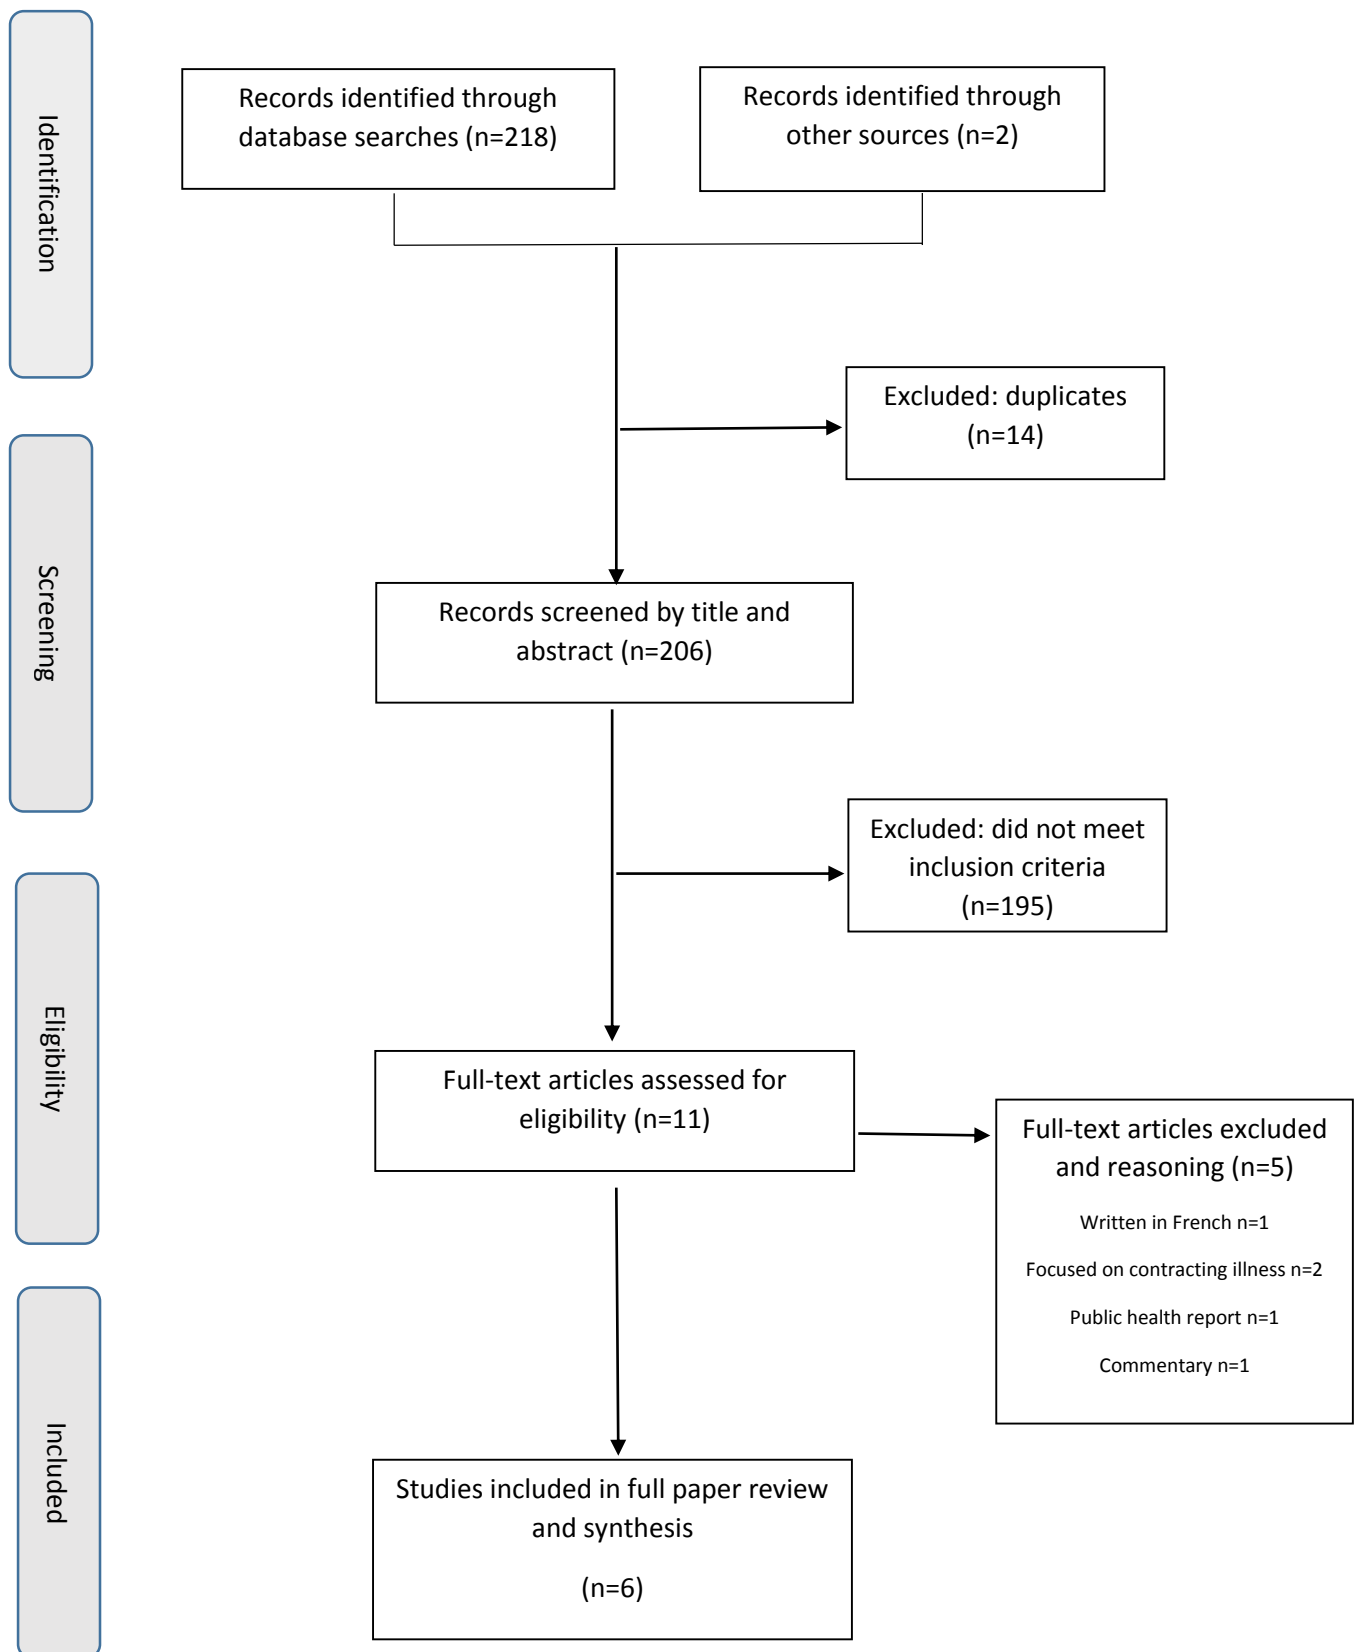 Identification
Records identified through
database searches (n=218)
Records identified through
other sources (n=2)
Excluded: duplicates
(n=14)
Screening
Records screened by title and
abstract (n=206)
Excluded: did not meet
inclusion criteria
(n=195)
Eligibility
Full-text articles assessed for
eligibility (n=11)
Full-text articles excluded
and reasoning (n=5)
Written in French n=1
Focused on contracting illness n=2
Public health report n=1
Commentary n=1
Included
Studies included in full paper review
and synthesis
(n=6)